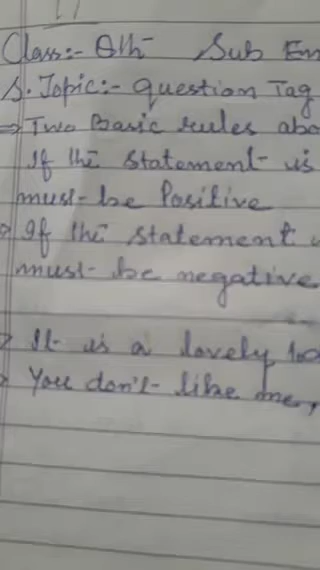 Class:- 8th Sub En
S. Topic:- Question Tag
⇒ Two Basic rules abo
If the statement is
must be Positive
If the statement
must be negative
It is a lovely
You don't like me,